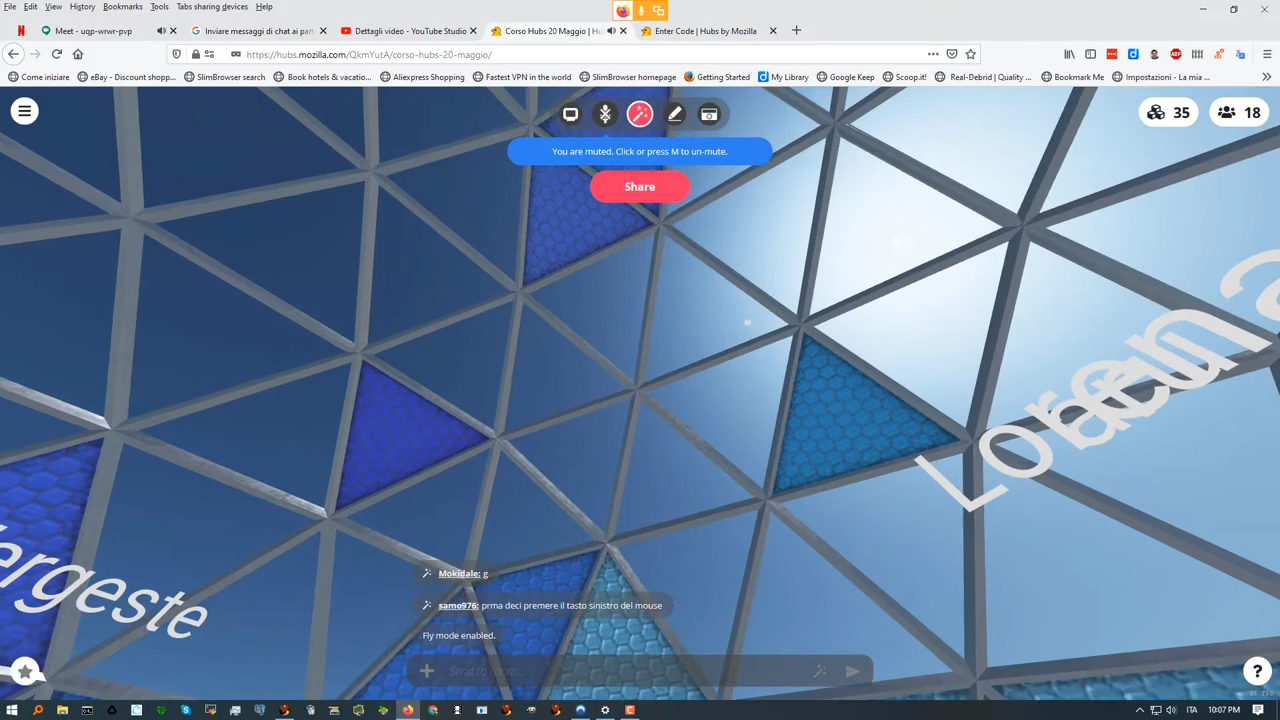 File Edit View History Bookmarks Tools Tabs sharing devices Help
Meet - uqp-wrwr-pvp
Inviare messaggi di chat ai part
Dettagli video - YouTube Studio
Corso Hubs 20 Maggio | Hu
Enter Code | Hubs by Mozilla
https://hubs.mozilla.com/QkmYutA/corso-hubs-20-maggio/
Come iniziare
eBay - Discount shopp...
SlimBrowser search
Book hotels & vacatio...
Aliexpress Shopping
Fastest VPN in the world
SlimBrowser homepage
Getting Started
My Library
Google Keep
Scoop.it!
Real-Debrid | Quality ...
Bookmark Me
Impostazioni - La mia ...
35
18
You are muted. Click or press M to un-mute.
Share
Mokidale: g
samo976: prma deci premere il tasto sinistro del mouse
Fly mode enabled.
Send to room...
?
ITA
10:07 PM